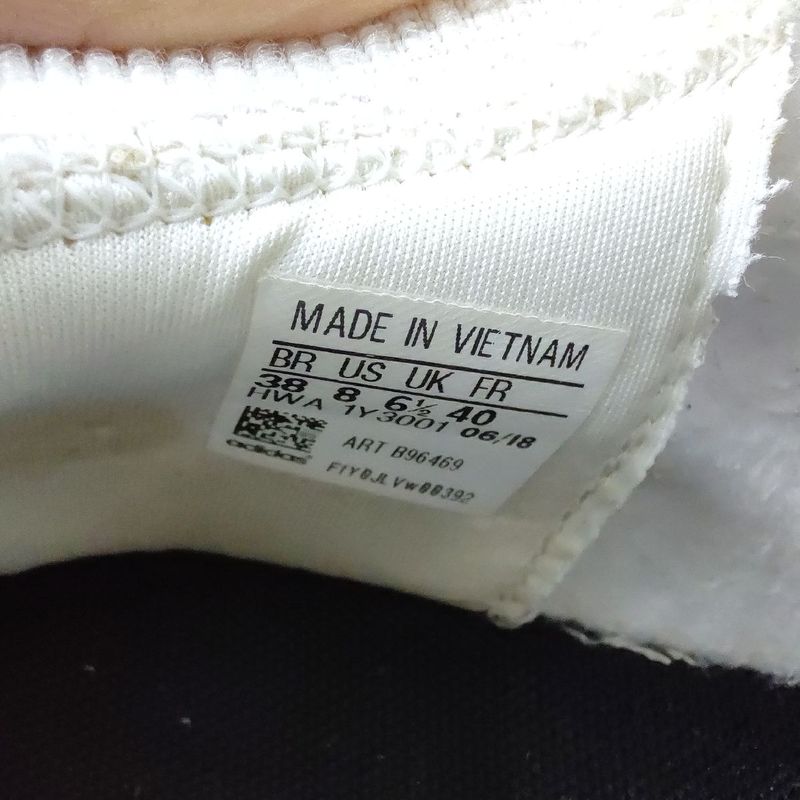 MADE IN VIETNAM
BR US UK FR
38 8 6½ 40
HWA 1Y3001 06/18
ART B96469
adidas